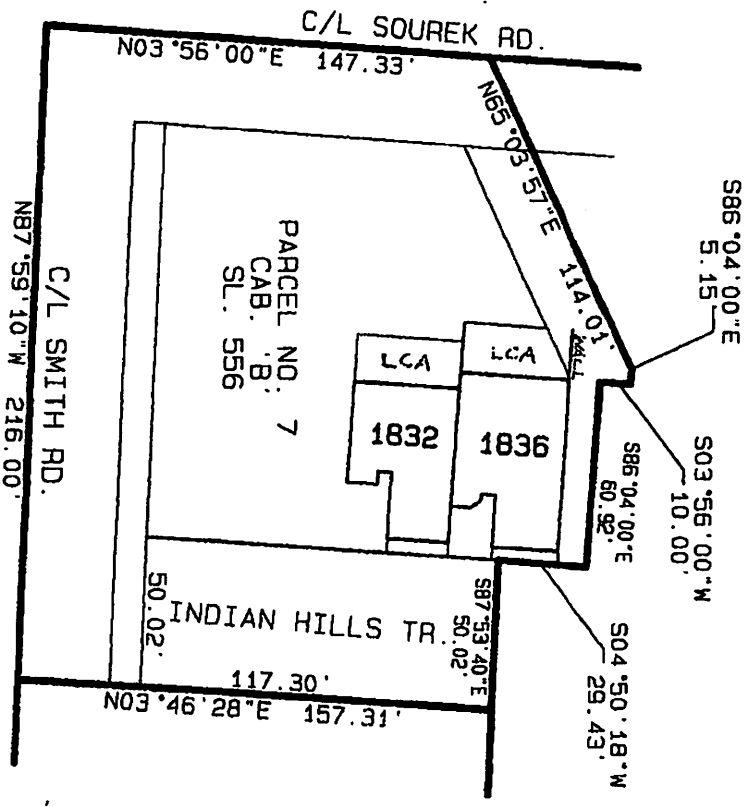 C/L SOUREK RD.
N03°56'00"E 147.33'
N65°03'57"E 114.01'
S86°04'00"E
5.15'
S03°56'00"W
10.00'
S86°04'00"E
60.92'
S04°50'18"W
29.43'
WALL
LCA
LCA
1832
1836
PARCEL NO. 7
CAB. 'B'
SL. 556
S87°53'40"E
50.02'
INDIAN HILLS TR.
50.02'
117.30'
N03°46'28"E 157.31'
C/L SMITH RD.
N87°59'10"W 216.00'